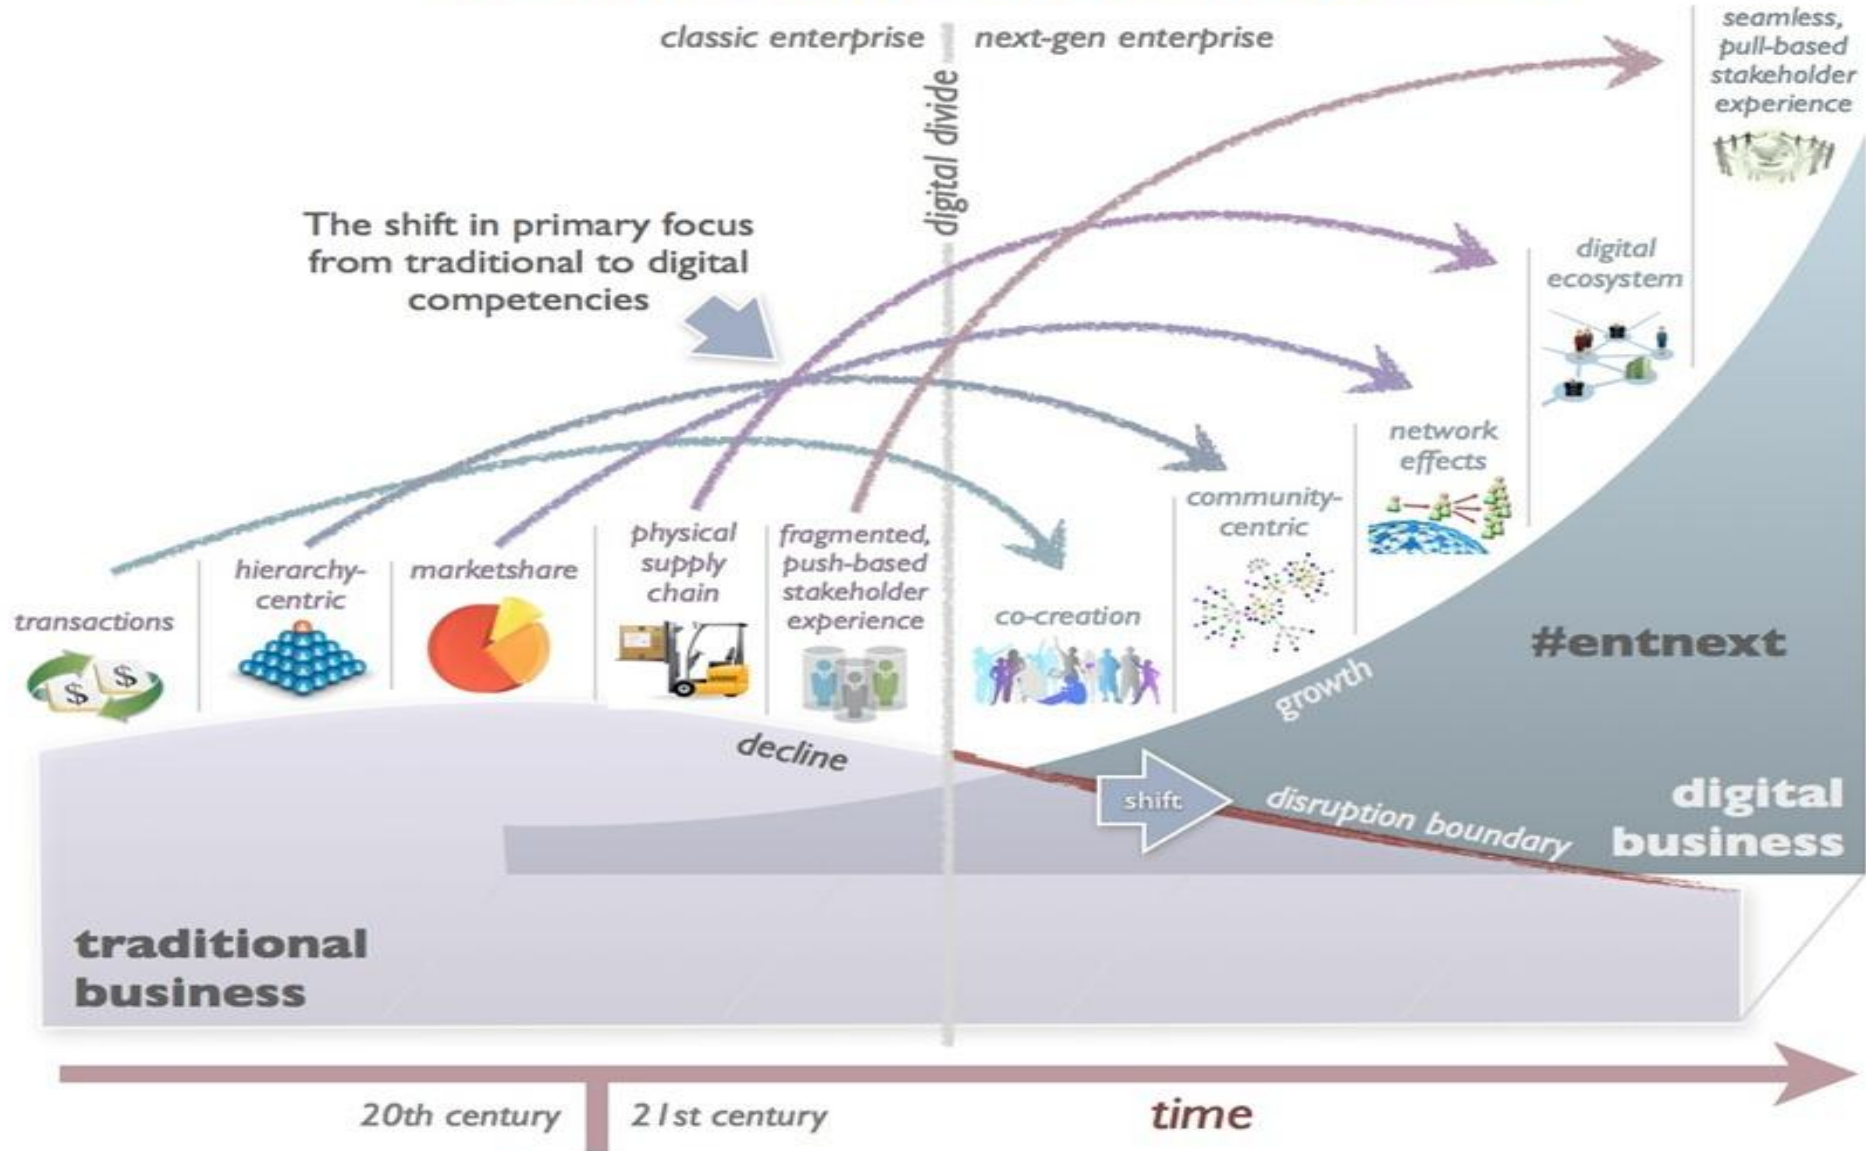 classic enterprise
next-gen enterprise
digital divide
The shift in primary focus
from traditional to digital
competencies
transactions
hierarchy-
centric
marketshare
physical
supply
chain
fragmented,
push-based
stakeholder
experience
co-creation
community-
centric
network
effects
digital
ecosystem
seamless,
pull-based
stakeholder
experience
$ $
decline
growth
#entnext
shift
disruption boundary
digital
business
traditional
business
20th century
21st century
time